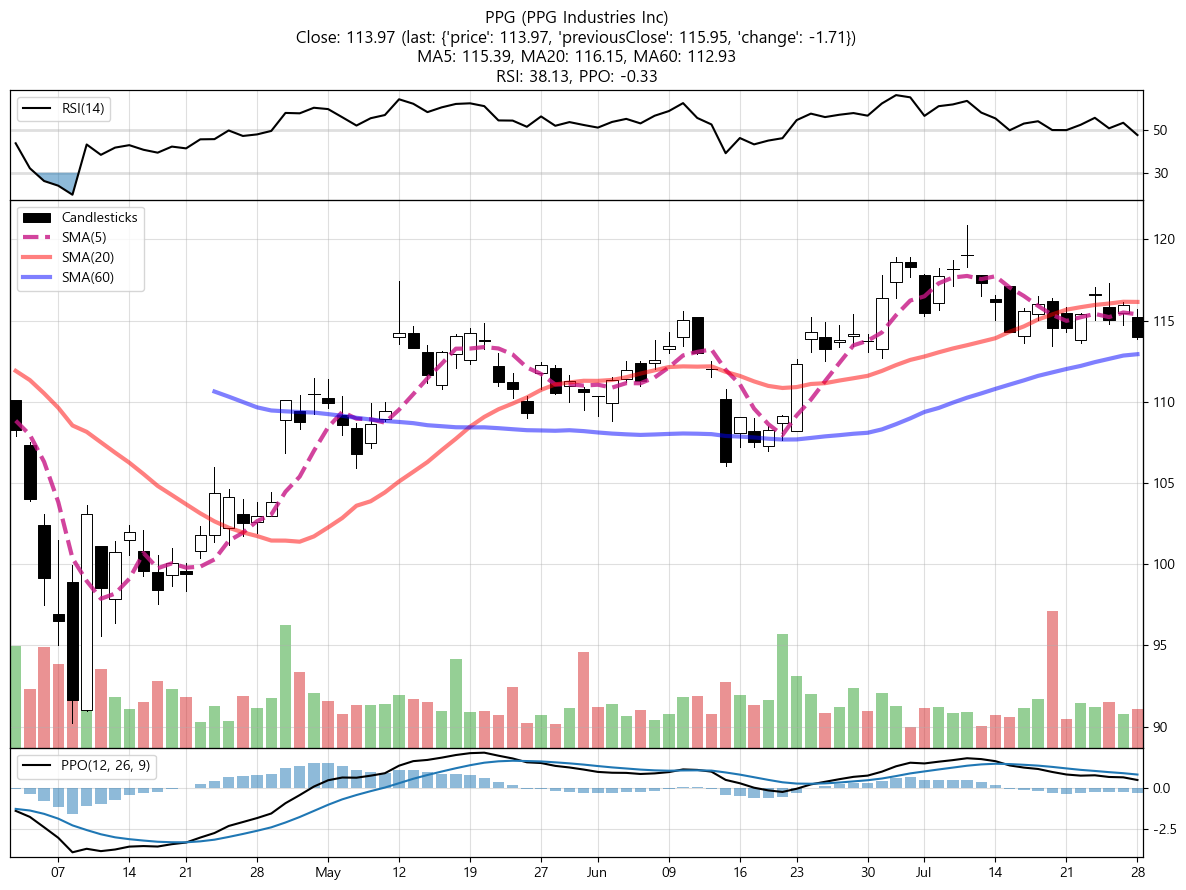 PPG (PPG Industries Inc)
Close: 113.97 (last: {'price': 113.97, 'previousClose': 115.95, 'change': -1.71})
MA5: 115.39, MA20: 116.15, MA60: 112.93
RSI: 38.13, PPO: -0.33
RSI(14)
50
30
Candlesticks
SMA(5)
SMA(20)
SMA(60)
120
115
110
105
100
95
90
PPO(12, 26, 9)
0.0
-2.5
07 14 21 28 May 12 19 27 Jun 09 16 23 30 Jul 14 21 28